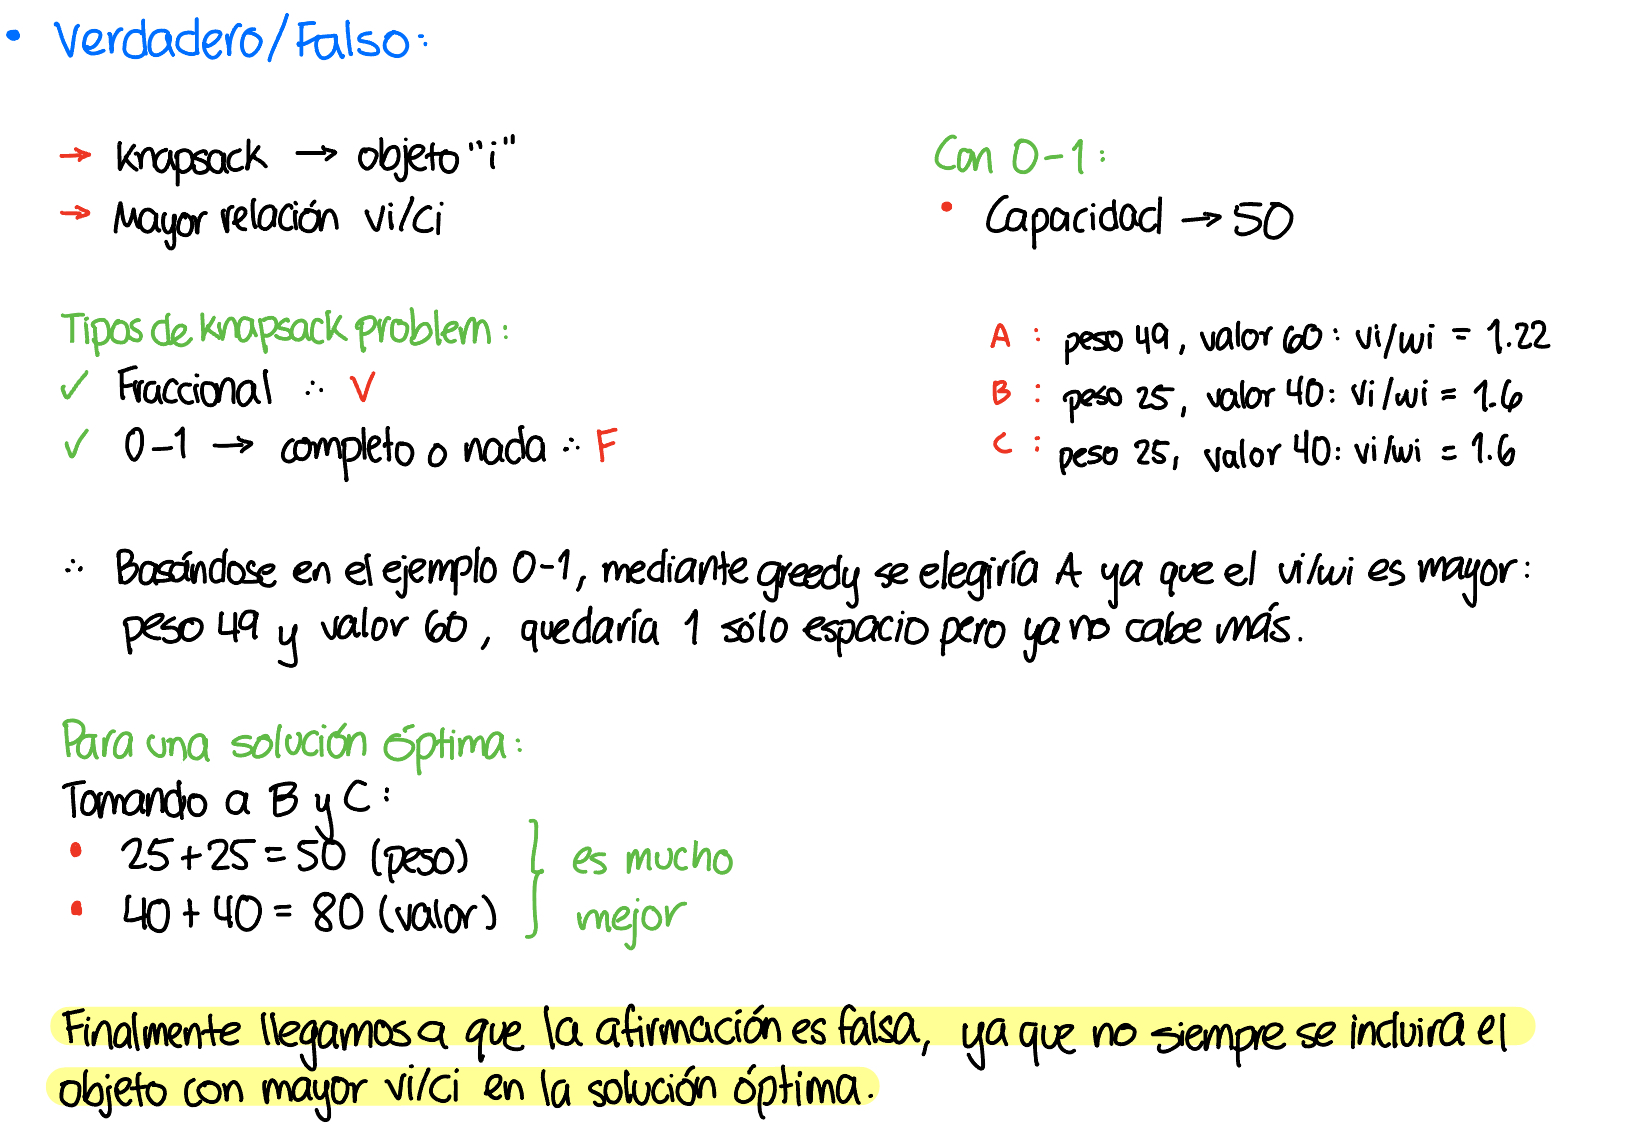 • Verdadero/Falso:
→ Knapsack → objeto "i"
→ Mayor relación vi/ci
Tipos de knapsack problem:
✓ Fraccional ∴ V
✓ 0-1 → completo o nada ∴ F
Con 0-1:
• Capacidad → 50
A : peso 49, valor 60: vi/wi = 1.22
B : peso 25, valor 40: vi/wi = 1.6
C : peso 25, valor 40: vi/wi = 1.6
∴ Basándose en el ejemplo 0-1, mediante greedy se elegiría A ya que el vi/wi es mayor:
peso 49 y valor 60, quedaría 1 sólo espacio pero ya no cabe más.
Para una solución óptima:
Tomando a B y C:
• 25+25=50 (peso)
• 40+40=80 (valor)
es mucho
mejor
Finalmente llegamos a que la afirmación es falsa, ya que no siempre se incluira el
objeto con mayor vi/ci en la solución óptima.